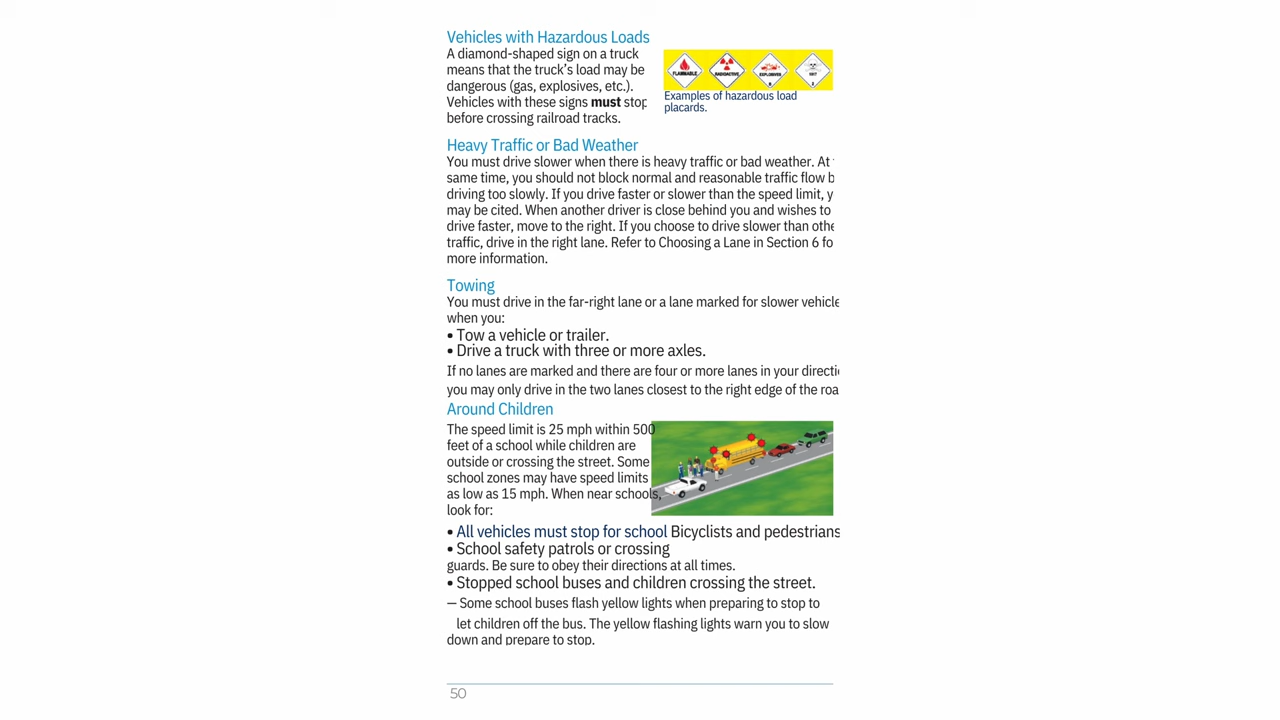 Vehicles with Hazardous Loads
A diamond-shaped sign on a truck
means that the truck's load may be
dangerous (gas, explosives, etc.).
Vehicles with these signs must stop
before crossing railroad tracks.
FLAMMABLE
RADIOACTIVE
EXPLOSIVES
Examples of hazardous load
placards.
Heavy Traffic or Bad Weather
You must drive slower when there is heavy traffic or bad weather. At
same time, you should not block normal and reasonable traffic flow b
driving too slowly. If you drive faster or slower than the speed limit, y
may be cited. When another driver is close behind you and wishes to
drive faster, move to the right. If you choose to drive slower than othe
traffic, drive in the right lane. Refer to Choosing a Lane in Section 6 fo
more information.
Towing
You must drive in the far-right lane or a lane marked for slower vehicle
when you:
• Tow a vehicle or trailer.
• Drive a truck with three or more axles.
If no lanes are marked and there are four or more lanes in your directi
you may only drive in the two lanes closest to the right edge of the roa
Around Children
The speed limit is 25 mph within 500
feet of a school while children are
outside or crossing the street. Some
school zones may have speed limits
as low as 15 mph. When near schools,
look for:
• All vehicles must stop for school Bicyclists and pedestrians
• School safety patrols or crossing
guards. Be sure to obey their directions at all times.
• Stopped school buses and children crossing the street.
— Some school buses flash yellow lights when preparing to stop to
let children off the bus. The yellow flashing lights warn you to slow
down and prepare to stop.
50